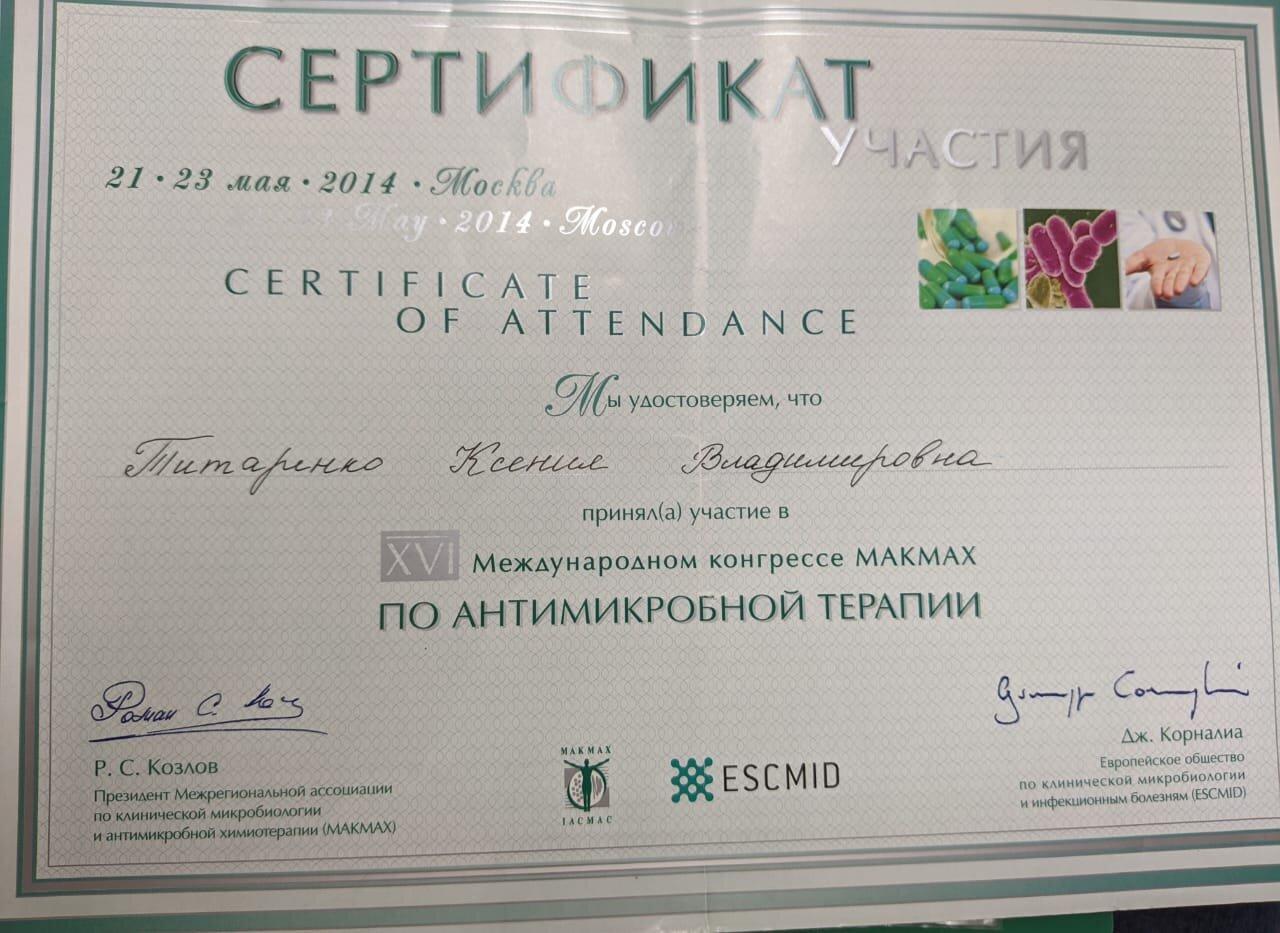 СЕРТИФИКАТ
УЧАСТИЯ
21 • 23 мая • 2014 • Москва
May • 2014 • Moscow
CERTIFICATE
OF ATTENDANCE
Мы удостоверяем, что
Титаренко Ксения Владимировна
принял(а) участие в
XVI Международном конгрессе МАКМАХ
ПО АНТИМИКРОБНОЙ ТЕРАПИИ
Роман С.
Р. С. Козлов
Президент Межрегиональной ассоциации
по клинической микробиологии
и антимикробной химиотерапии (МАКМАХ)
МАКМАХ
IACMAC
ESCMID
Дж. Корналиа
Европейское общество
по клинической микробиологии
и инфекционным болезням (ESCMID)